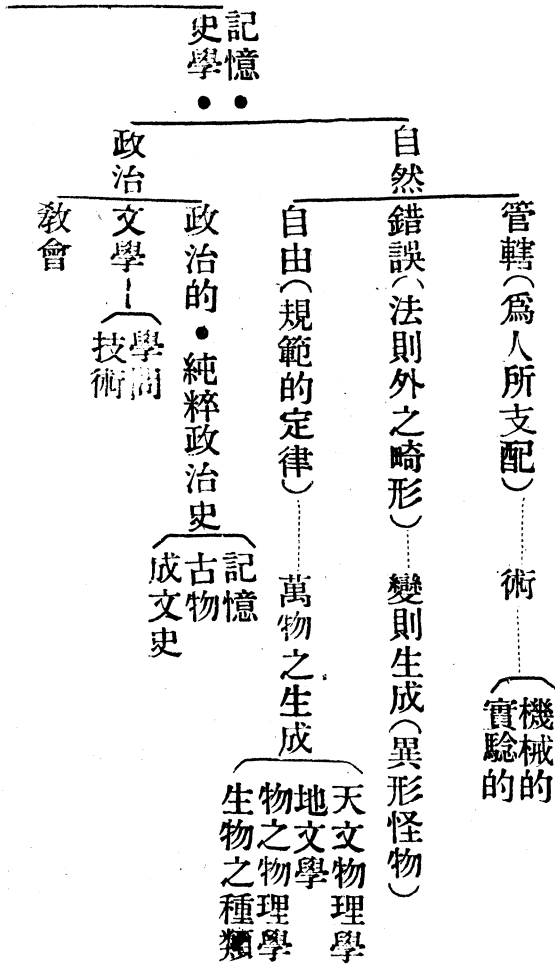 記憶・
史學・
自然
管轄（爲人所支配）……術……
機械的
實驗的
錯誤（法則外之畸形）……變則生成（異形怪物）
自由（規範的定律）……萬物之生成
天文物理學
地文學
物之物理學
生物之種類
政治
政治的・純粹政治史
記憶
古物
成文史
文學
學問
技術
教會